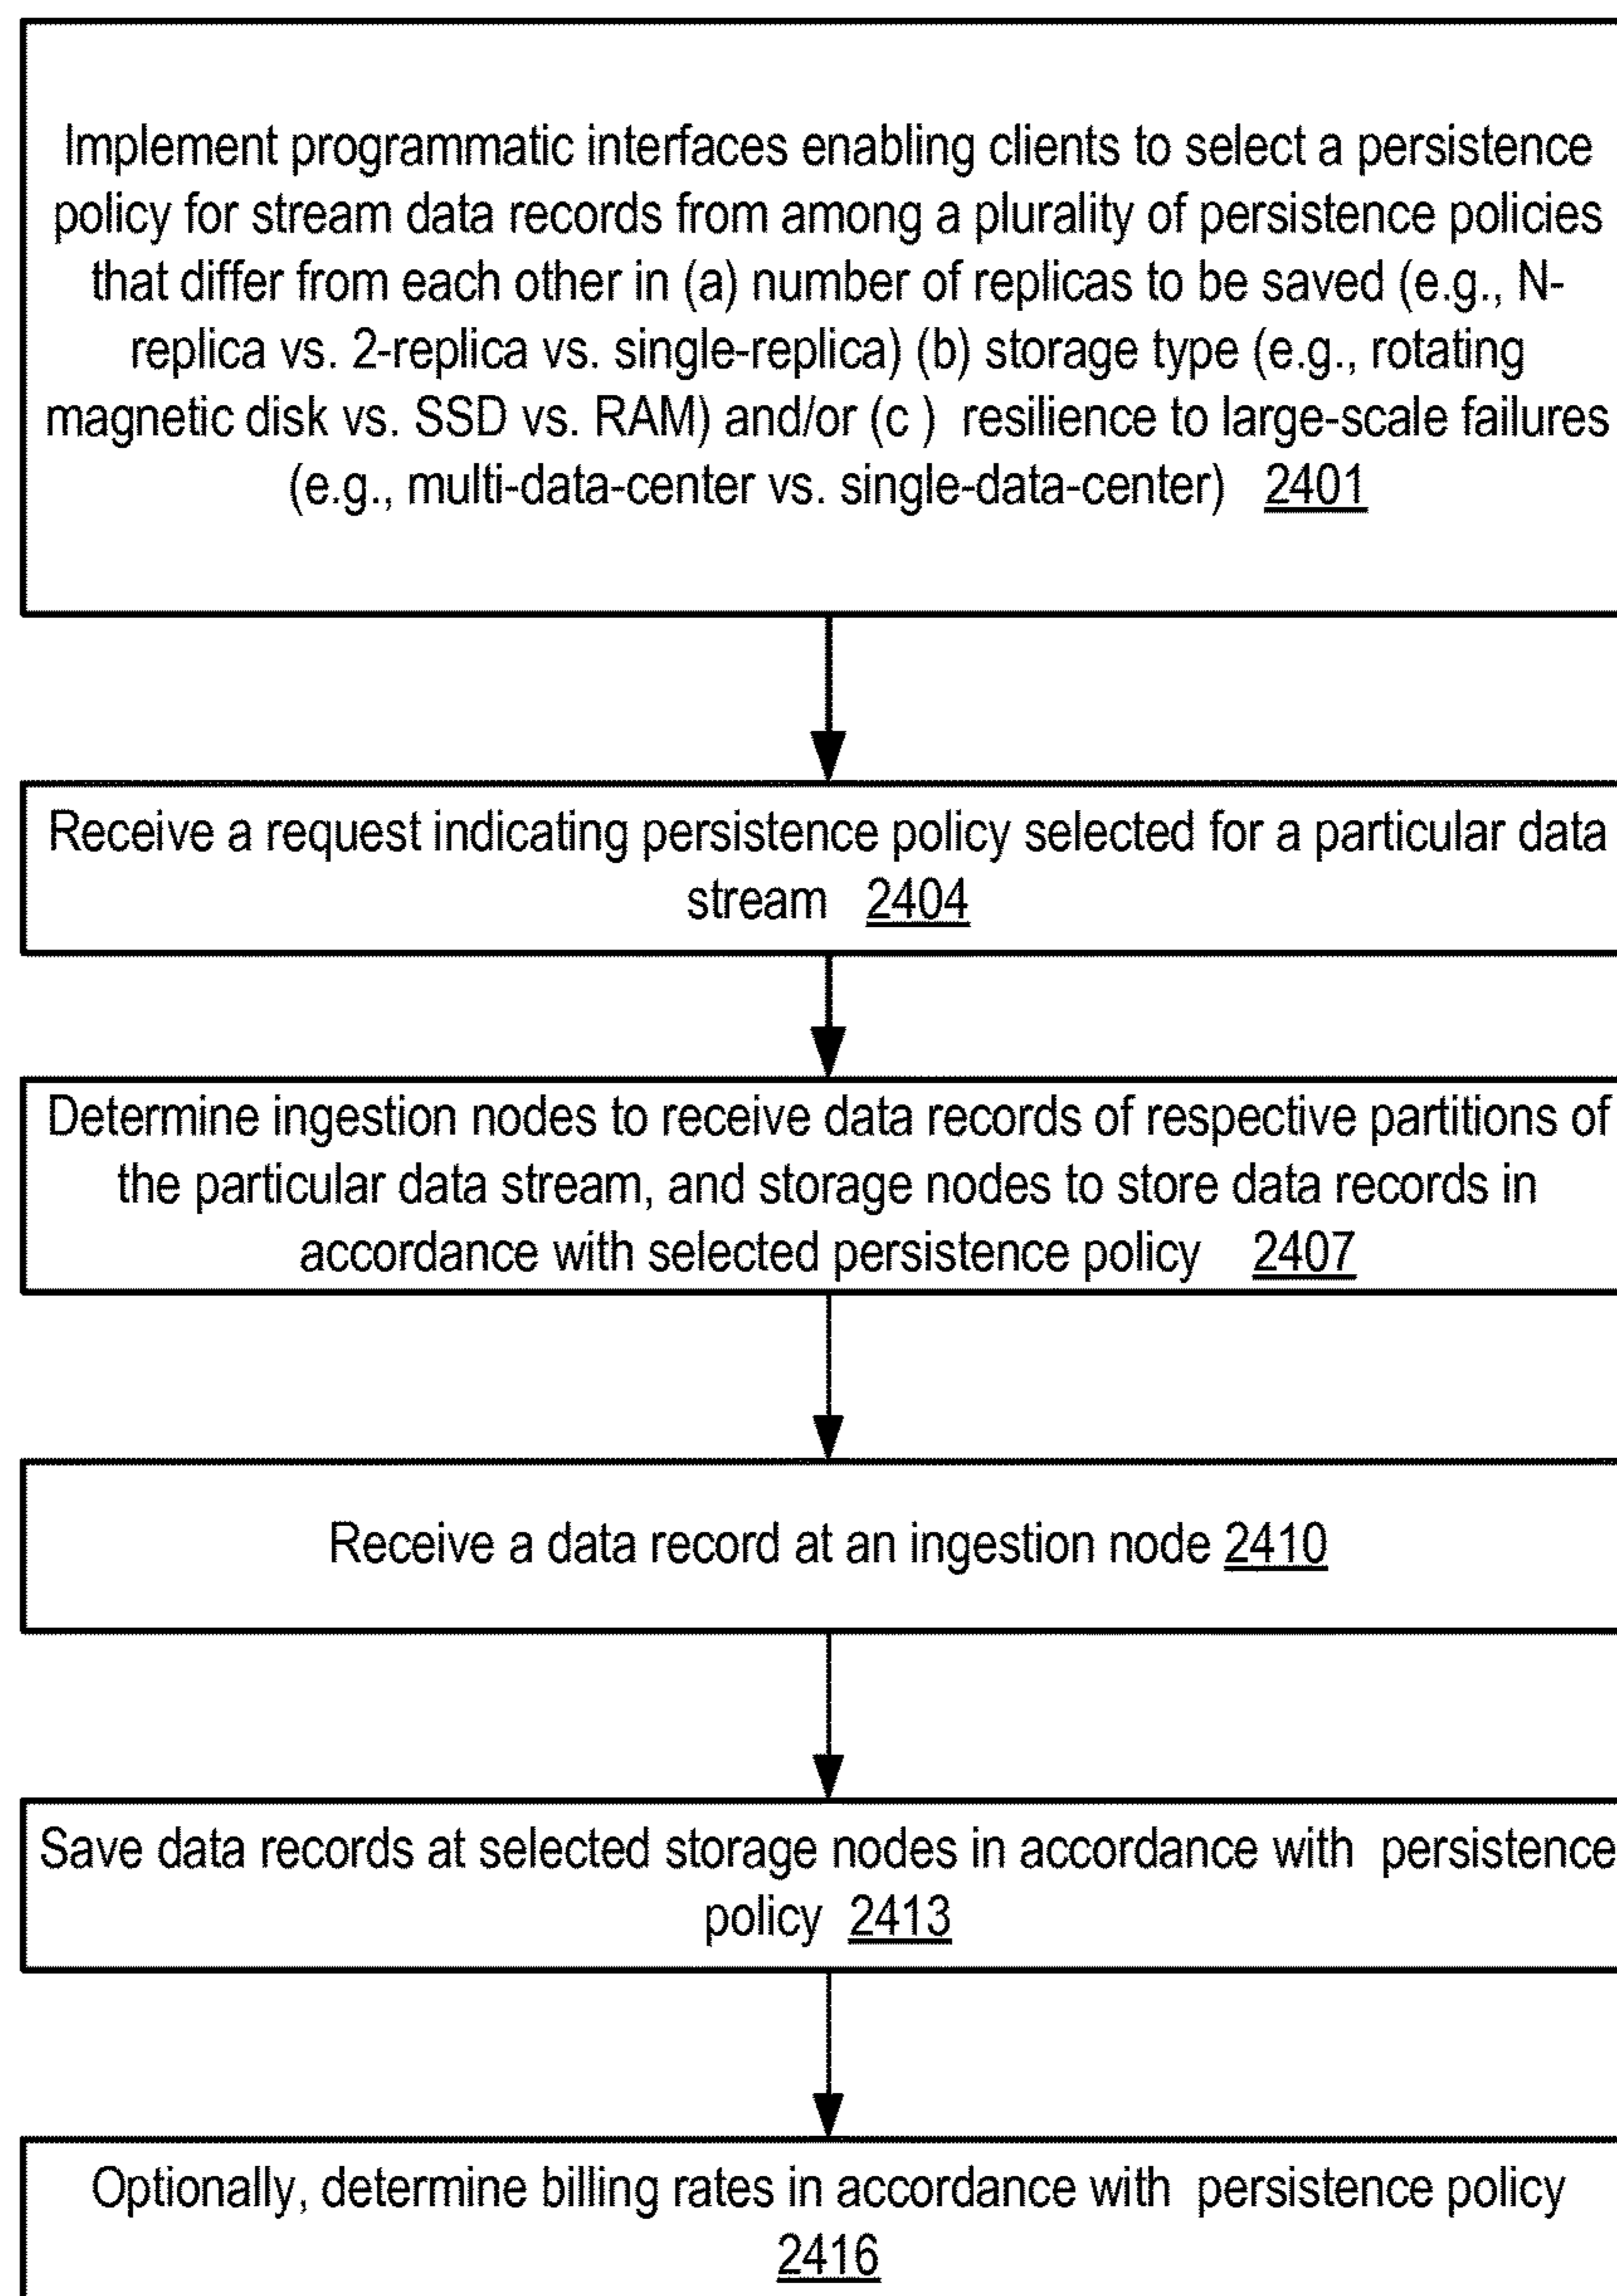 Implement programmatic interfaces enabling clients to select a persistence
policy for stream data records from among a plurality of persistence policies
that differ from each other in (a) number of replicas to be saved (e.g., N-
replica vs. 2-replica vs. single-replica) (b) storage type (e.g., rotating
magnetic disk vs. SSD vs. RAM) and/or (c ) resilience to large-scale failures
(e.g., multi-data-center vs. single-data-center) 2401
Receive a request indicating persistence policy selected for a particular data
stream 2404
Determine ingestion nodes to receive data records of respective partitions of
the particular data stream, and storage nodes to store data records in
accordance with selected persistence policy 2407
Receive a data record at an ingestion node 2410
Save data records at selected storage nodes in accordance with persistence
policy 2413
Optionally, determine billing rates in accordance with persistence policy
2416